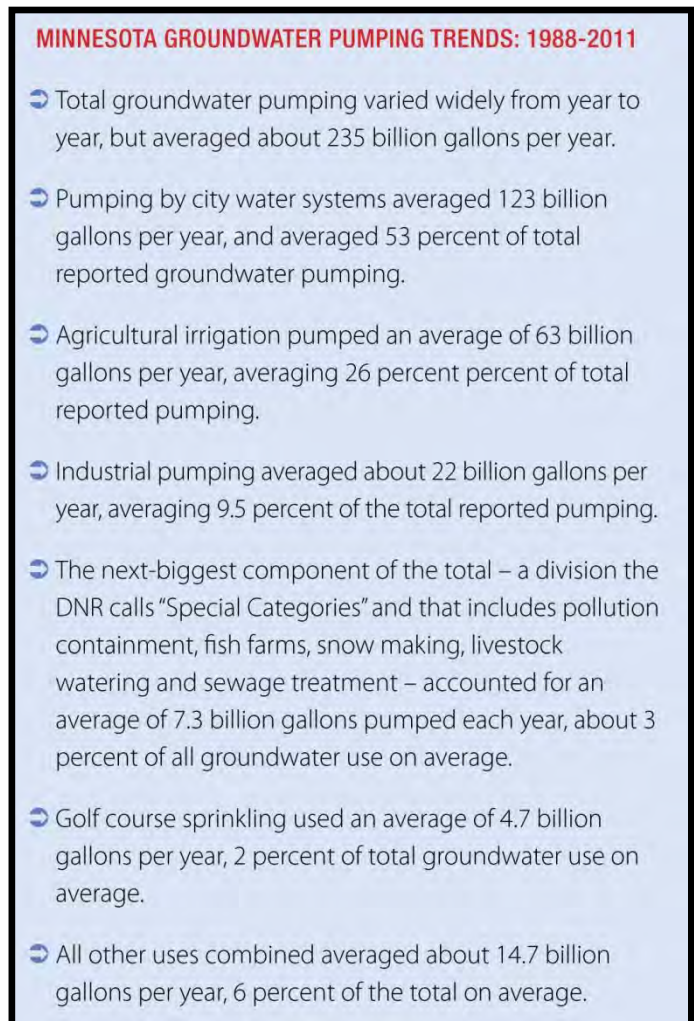 MINNESOTA GROUNDWATER PUMPING TRENDS: 1988-2011
Total groundwater pumping varied widely from year to
year, but averaged about 235 billion gallons per year.
Pumping by city water systems averaged 123 billion
gallons per year, and averaged 53 percent of total
reported groundwater pumping.
Agricultural irrigation pumped an average of 63 billion
gallons per year, averaging 26 percent percent of total
reported pumping.
Industrial pumping averaged about 22 billion gallons per
year, averaging 9.5 percent of the total reported pumping.
The next-biggest component of the total – a division the
DNR calls “Special Categories” and that includes pollution
containment, fish farms, snow making, livestock
watering and sewage treatment – accounted for an
average of 7.3 billion gallons pumped each year, about 3
percent of all groundwater use on average.
Golf course sprinkling used an average of 4.7 billion
gallons per year, 2 percent of total groundwater use on
average.
All other uses combined averaged about 14.7 billion
gallons per year, 6 percent of the total on average.